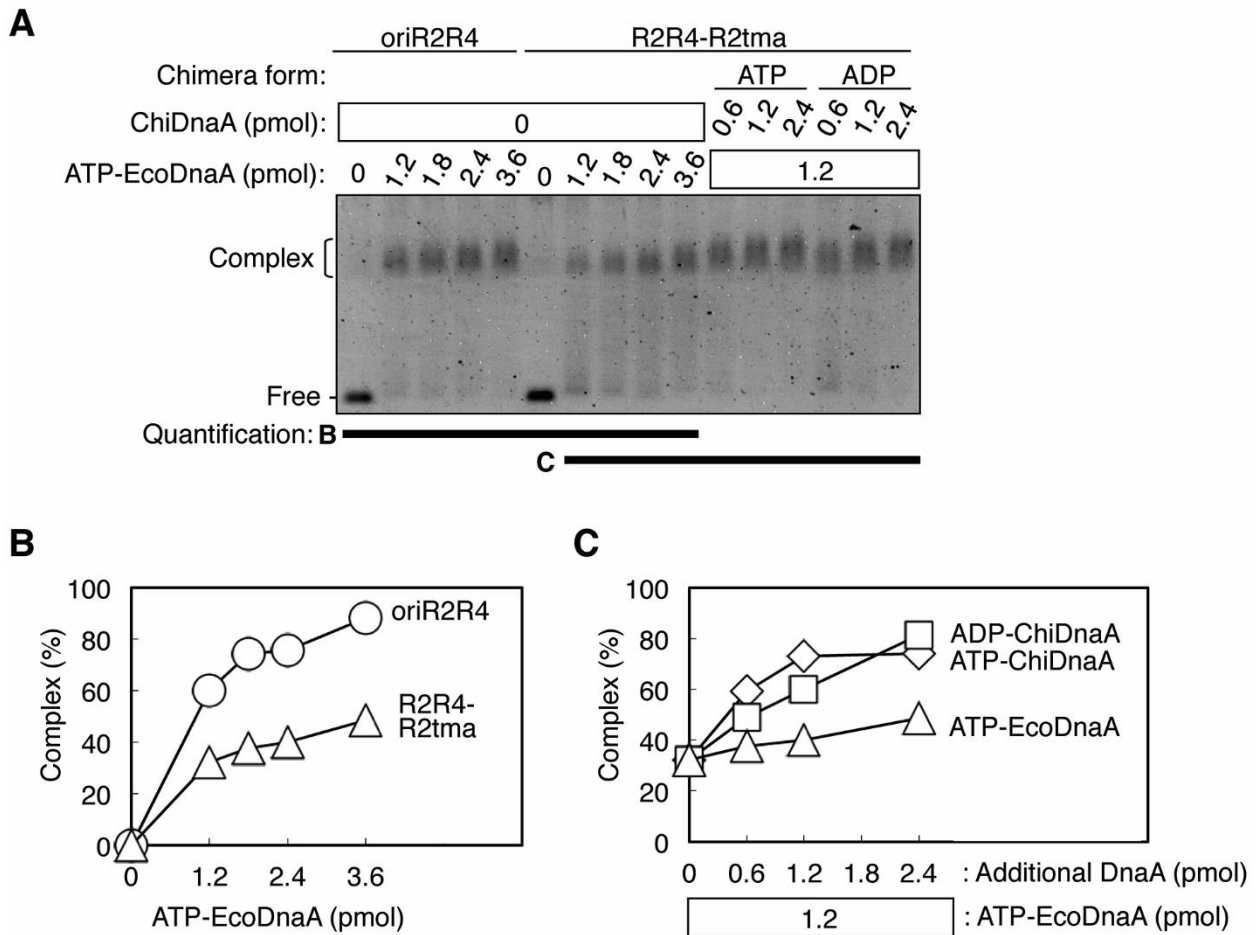 A
oriR2R4 R2R4-R2tma
Chimera form: ATP ADP
ChiDnaA (pmol): 0 0.6 1.2 2.4 0.6 1.2 2.4
ATP-EcoDnaA (pmol): 0 1.2 1.8 2.4 3.6 0 1.2 1.8 2.4 3.6 1.2
Complex
Free
Quantification: B
C
B
100
80
60
40
20
0
Complex (%)
oriR2R4
R2R4-
R2tma
0 1.2 2.4 3.6
ATP-EcoDnaA (pmol)
C
100
80
60
40
20
0
Complex (%)
ADP-ChiDnaA
ATP-ChiDnaA
ATP-EcoDnaA
0 0.6 1.2 1.8 2.4 : Additional DnaA (pmol)
1.2 : ATP-EcoDnaA (pmol)